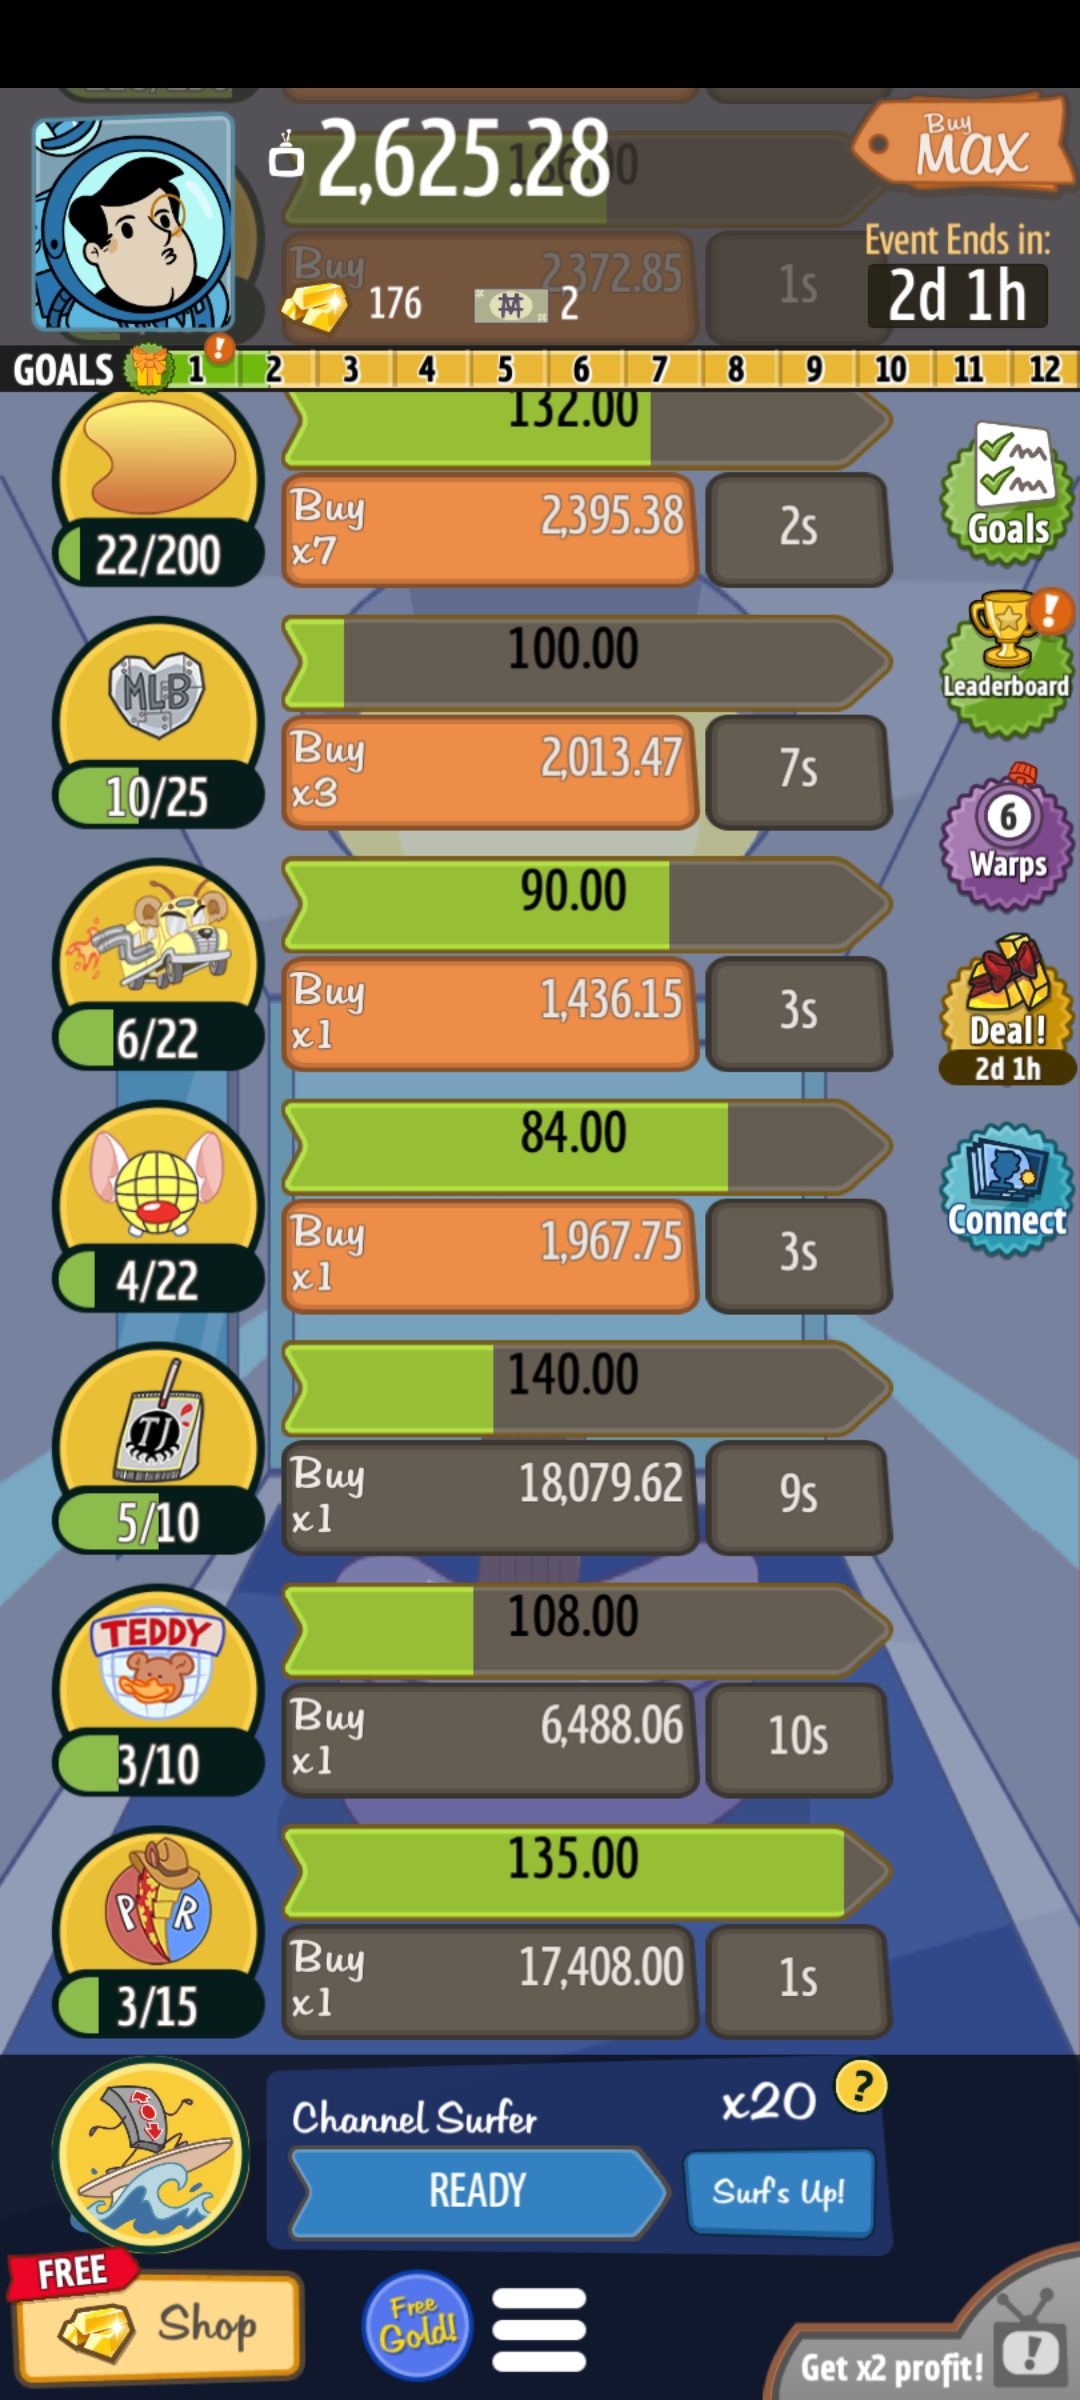 2,625.28
Buy
MAX
186.00
Event Ends in:
2d 1h
Buy
2372.85
1s
176
2
GOALS 1 ! 2 3 4 5 6 7 8 9 10 11 12
132.00
22/200
Buy
x7
2,395.38
2s
Goals
MLB
10/25
100.00
Buy
x3
2,013.47
7s
!
Leaderboard
6/22
90.00
Buy
x1
1,436.15
3s
6
Warps
Deal!
2d 1h
4/22
84.00
Buy
x1
1,967.75
3s
Connect
TJ
5/10
140.00
Buy
x1
18,079.62
9s
TEDDY
3/10
108.00
Buy
x1
6,488.06
10s
P R
3/15
135.00
Buy
x1
17,408.00
1s
Channel Surfer
x20
?
READY
Surf's Up!
FREE
Shop
Free
Gold!
Get x2 profit!
!